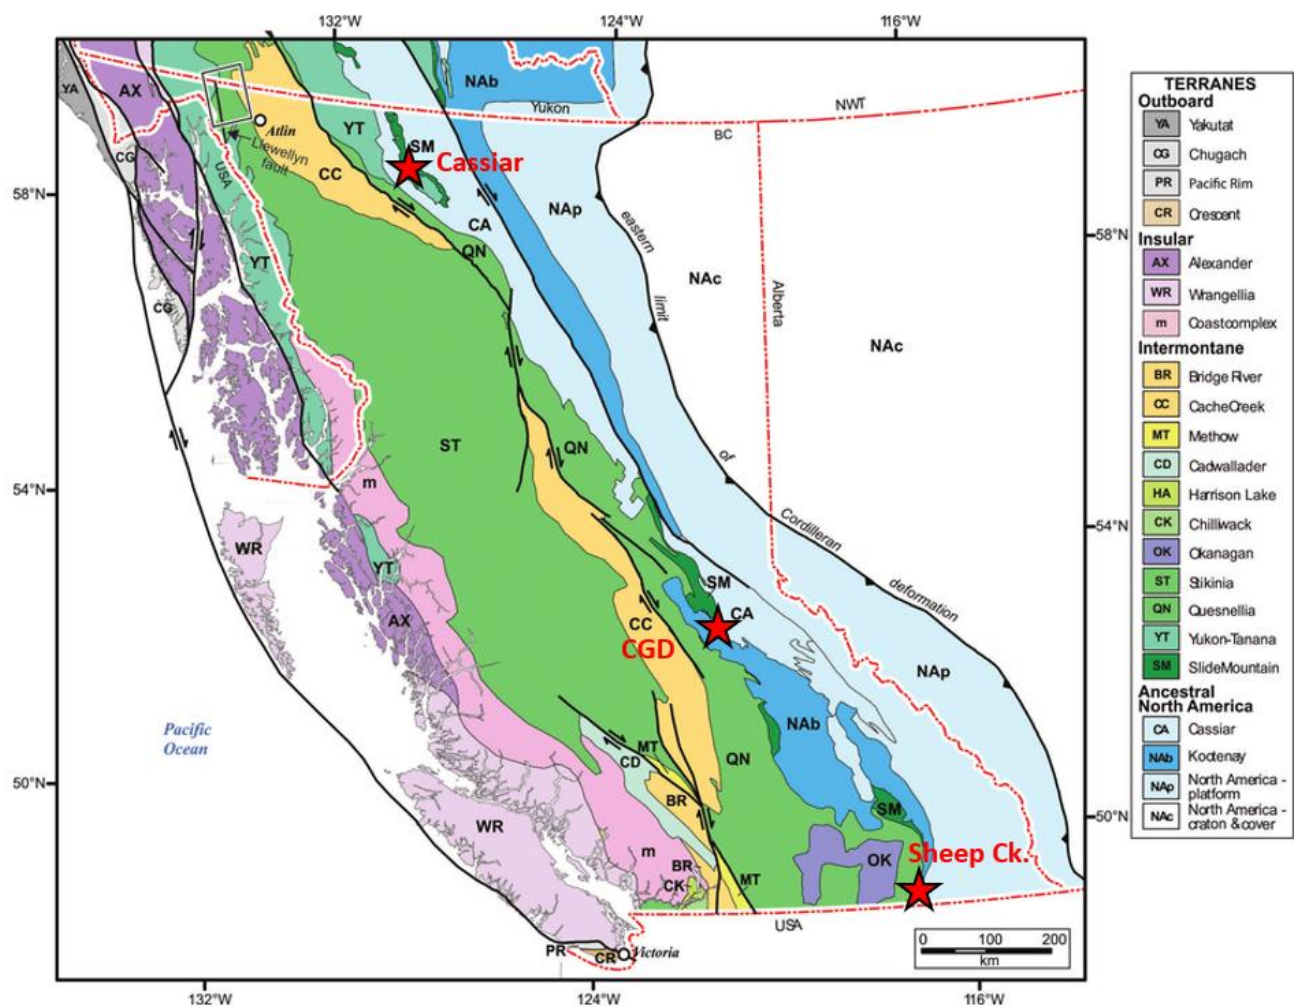 132°W
124°W
116°W
YA
AX
NAb
Yukon
NWT
BC
Atlin
Llewellyn
fault
YT
SM
Cassiar
CG
USA
CC
58°N
CA
NAp
eastern
58°N
QN
YT
limit
NAc
Alberta
CG
NAc
ST
QN
of
m
54°N
Cordilleran
54°N
WR
YT
SM
deformation
CA
AX
CC
CGD
NAp
Pacific
Ocean
NAb
MT
CD
QN
50°N
BR
SM
50°N
WR
m
BR
OK
Sheep Ck.
CK
MT
USA
0 100 200
km
PR
CR
Victoria
132°W
124°W
116°W
TERRANES
Outboard
YA Yakutat
CG Chugach
PR Pacific Rim
CR Crescent
Insular
AX Alexander
WR Wrangellia
m Coastcomplex
Intermontane
BR Bridge River
CC CacheCreek
MT Methow
CD Cadwallader
HA Harrison Lake
CK Chilliwack
OK Okanagan
ST Stikinia
QN Quesnellia
YT Yukon-Tanana
SM SlideMountain
Ancestral
North America
CA Cassiar
NAb Kootenay
NAp North America -
platform
NAc North America -
craton & cover